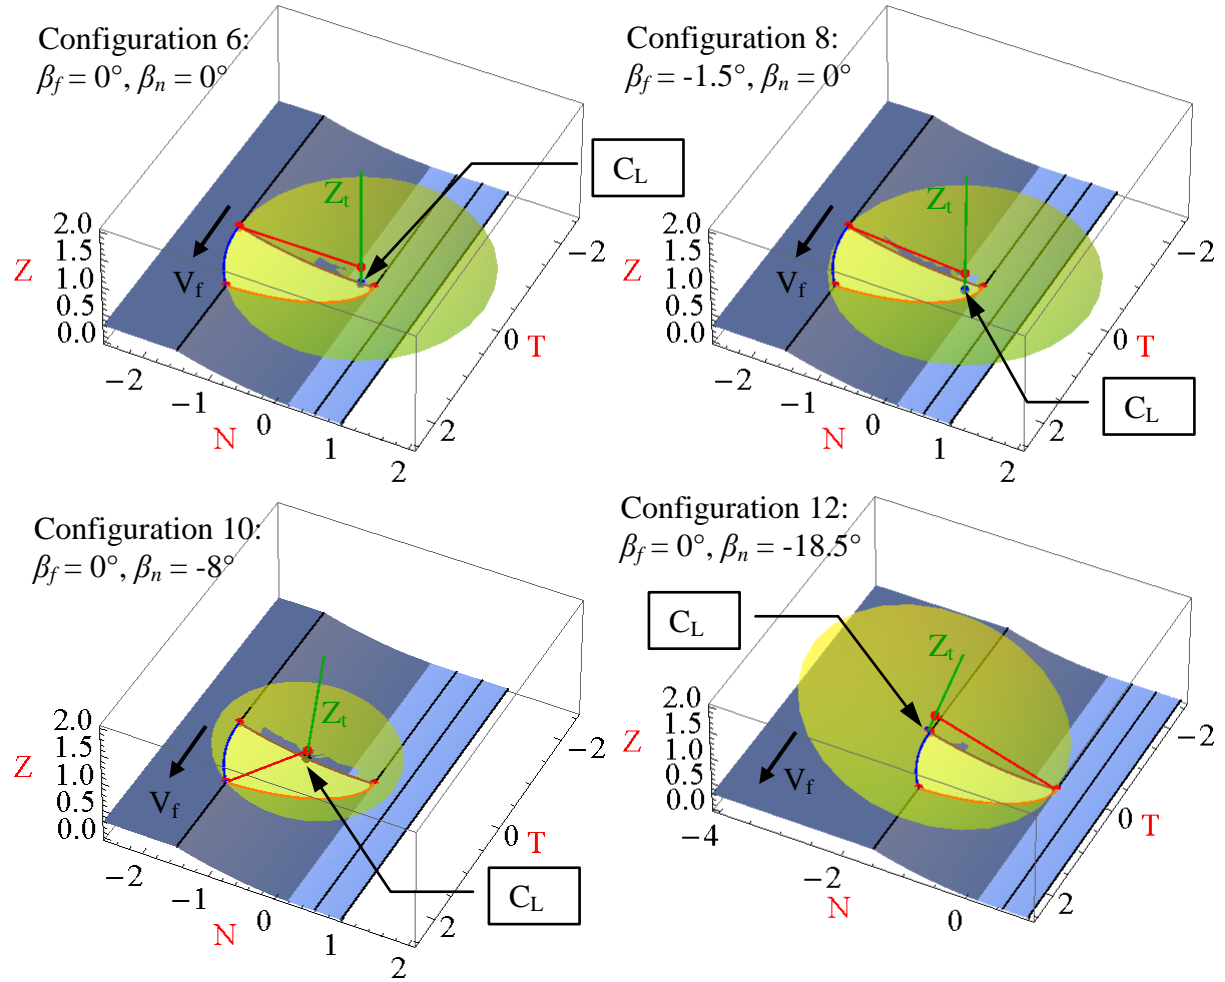 Configuration 6:
βf = 0°, βn = 0°
CL
Zt
Vf
Z
2.0
1.5
1.0
0.5
0.0
−2
−1
0
1
2
N
−2
0
2
T
Configuration 8:
βf = -1.5°, βn = 0°
CL
Zt
Vf
Z
2.0
1.5
1.0
0.5
0.0
−2
−1
0
1
2
N
−2
0
2
T
Configuration 10:
βf = 0°, βn = -8°
CL
Zt
Vf
Z
2.0
1.5
1.0
0.5
0.0
−2
−1
0
1
2
N
−2
0
2
T
Configuration 12:
βf = 0°, βn = -18.5°
CL
Zt
Vf
Z
2.0
1.5
1.0
0.5
0.0
−4
−2
0
N
−2
0
2
T